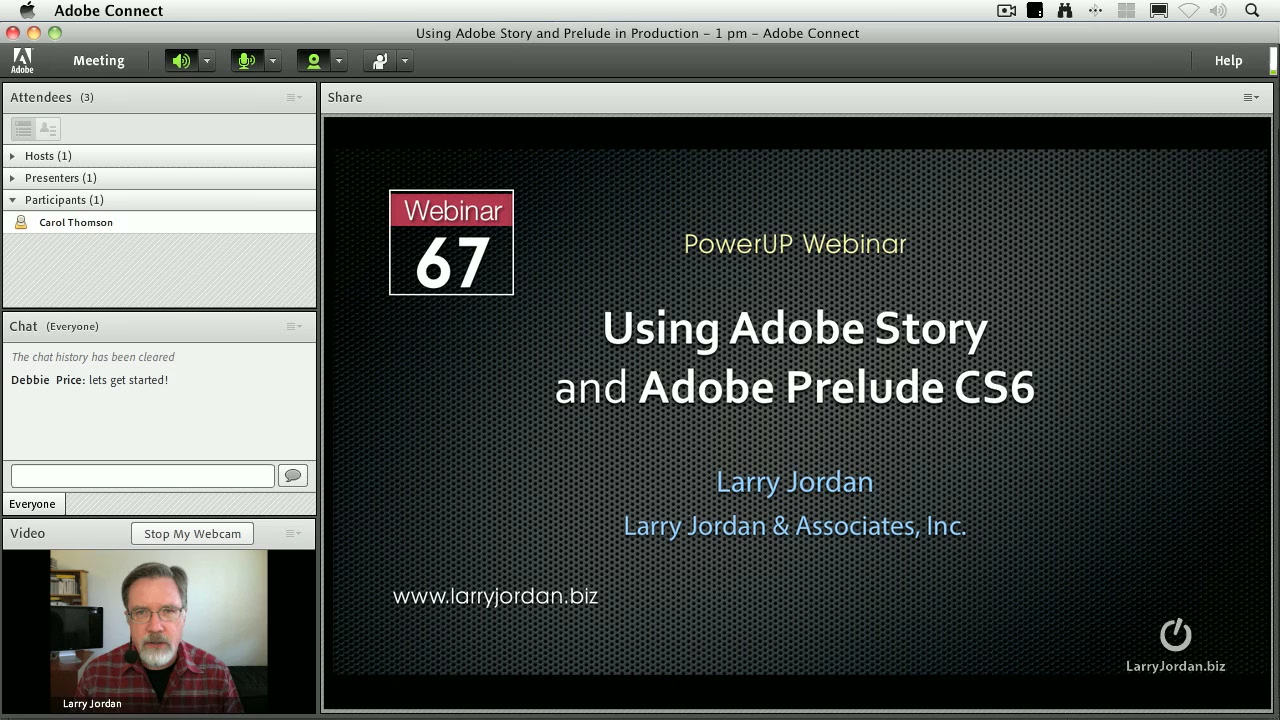 Adobe Connect
Using Adobe Story and Prelude in Production – 1 pm – Adobe Connect
Adobe
Meeting
Help
Attendees (3)
Hosts (1)
Presenters (1)
Participants (1)
Carol Thomson
Chat (Everyone)
The chat history has been cleared
Debbie Price: lets get started!
Everyone
Video
Stop My Webcam
Larry Jordan
Share
Webinar
67
PowerUP Webinar
Using Adobe Story
and Adobe Prelude CS6
Larry Jordan
Larry Jordan & Associates, Inc.
www.larryjordan.biz
LarryJordan.biz